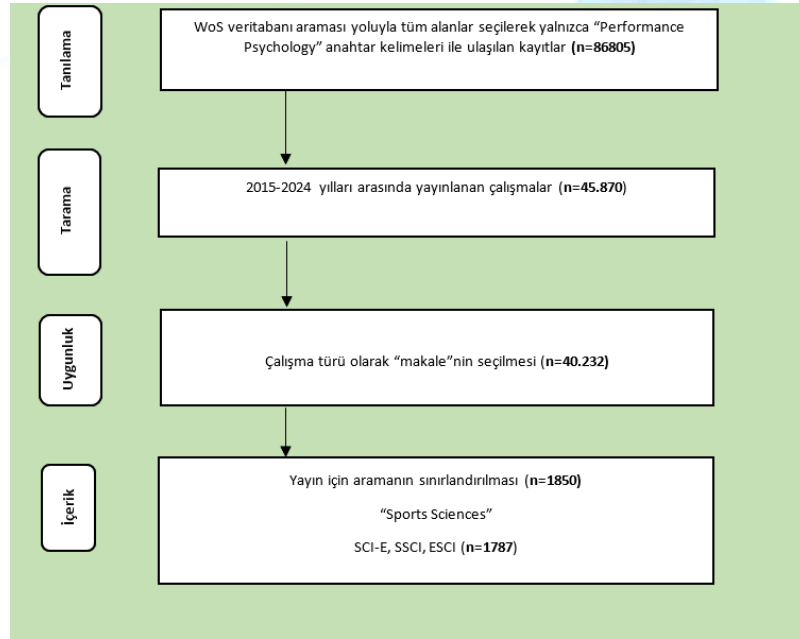 Tanılama
WoS veritabanı araması yoluyla tüm alanlar seçilerek yalnızca “Performance
Psychology” anahtar kelimeleri ile ulaşılan kayıtlar (n=86805)
Tarama
2015-2024 yılları arasında yayınlanan çalışmalar (n=45.870)
Uygunluk
Çalışma türü olarak “makale”nin seçilmesi (n=40.232)
İçerik
Yayın için aramanın sınırlandırılması (n=1850)
“Sports Sciences”
SCI-E, SSCI, ESCI (n=1787)